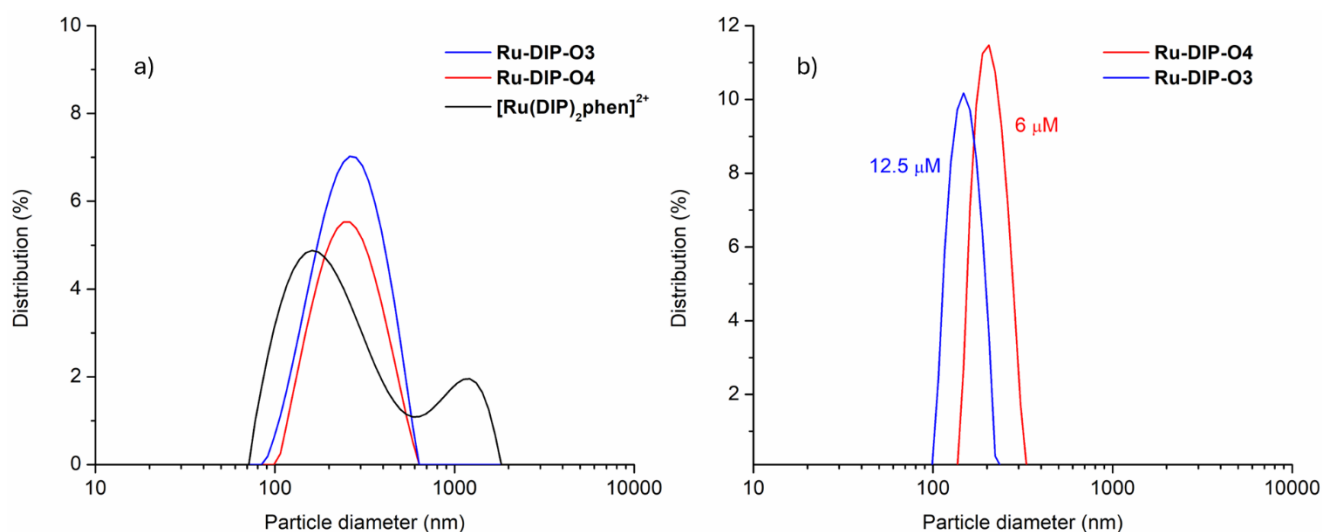 a)
Ru-DIP-O3
Ru-DIP-O4
[Ru(DIP)₂phen]²⁺
Distribution (%)
10
8
6
4
2
0
10
100
1000
10000
Particle diameter (nm)
b)
Ru-DIP-O4
Ru-DIP-O3
12.5 μM
6 μM
Distribution (%)
12
10
8
6
4
2
10
100
1000
10000
Particle diameter (nm)